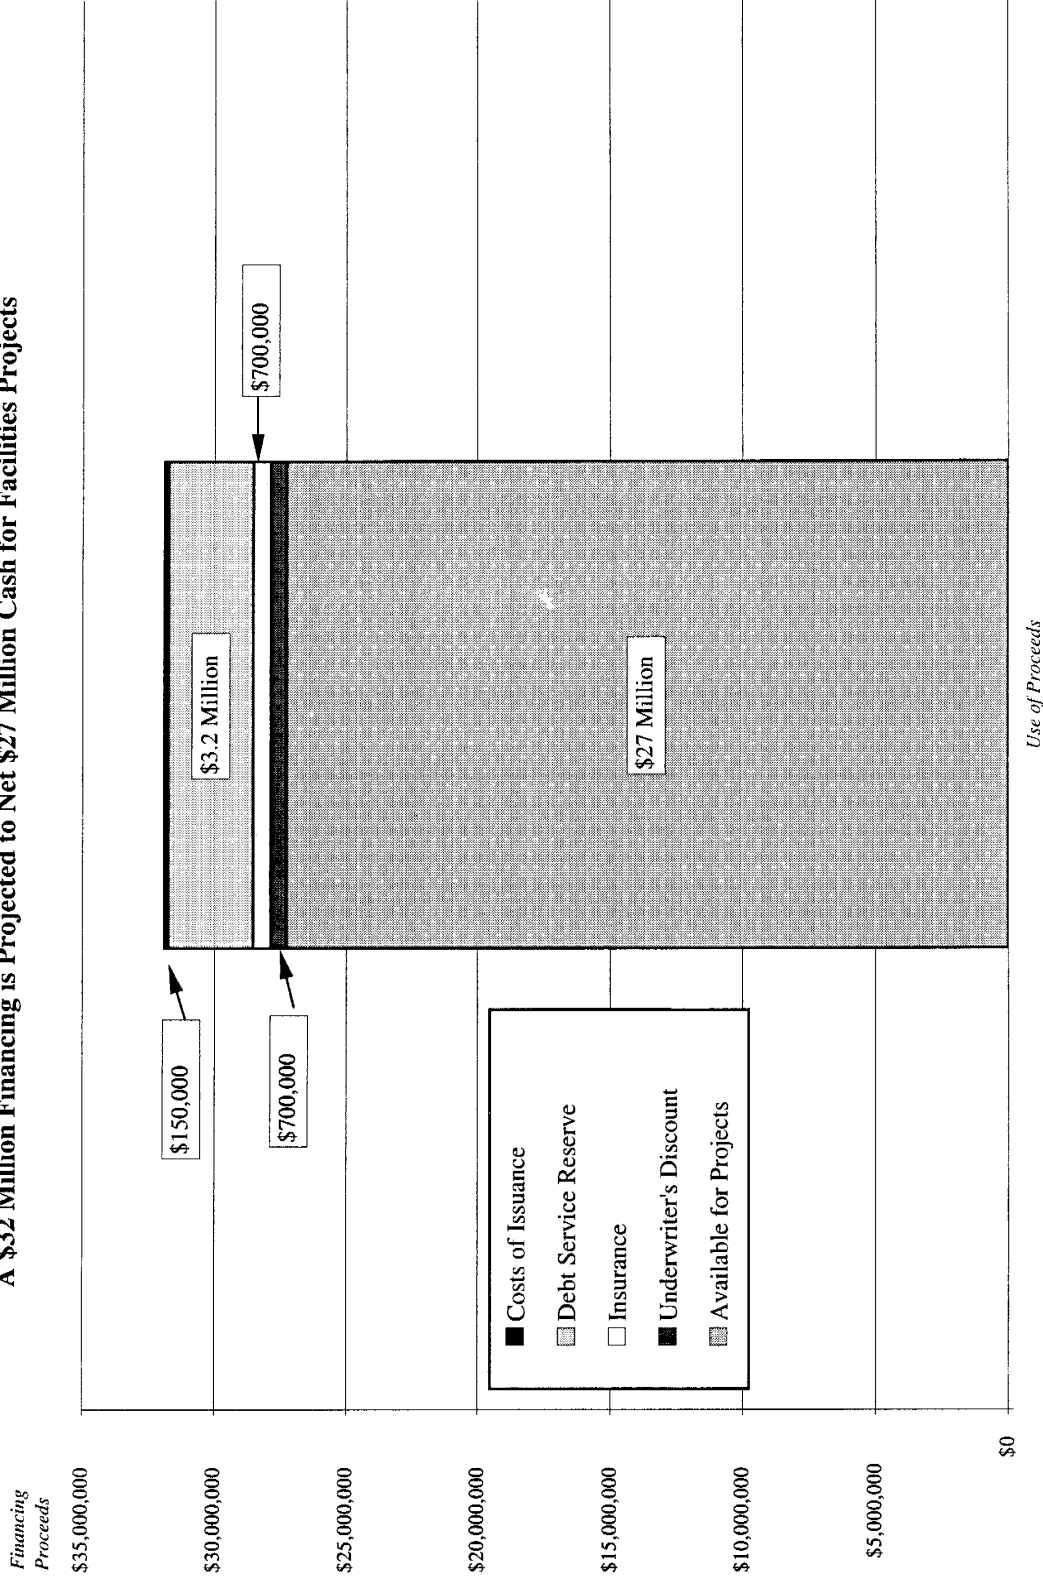 A $32 Million Financing is Projected to Net $27 Million Cash for Facilities Projects
Financing
Proceeds
$35,000,000
$30,000,000
$25,000,000
$20,000,000
$15,000,000
$10,000,000
$5,000,000
$0
$150,000
$3.2 Million
$700,000
$700,000
$27 Million
Costs of Issuance
Debt Service Reserve
Insurance
Underwriter's Discount
Available for Projects
Use of Proceeds